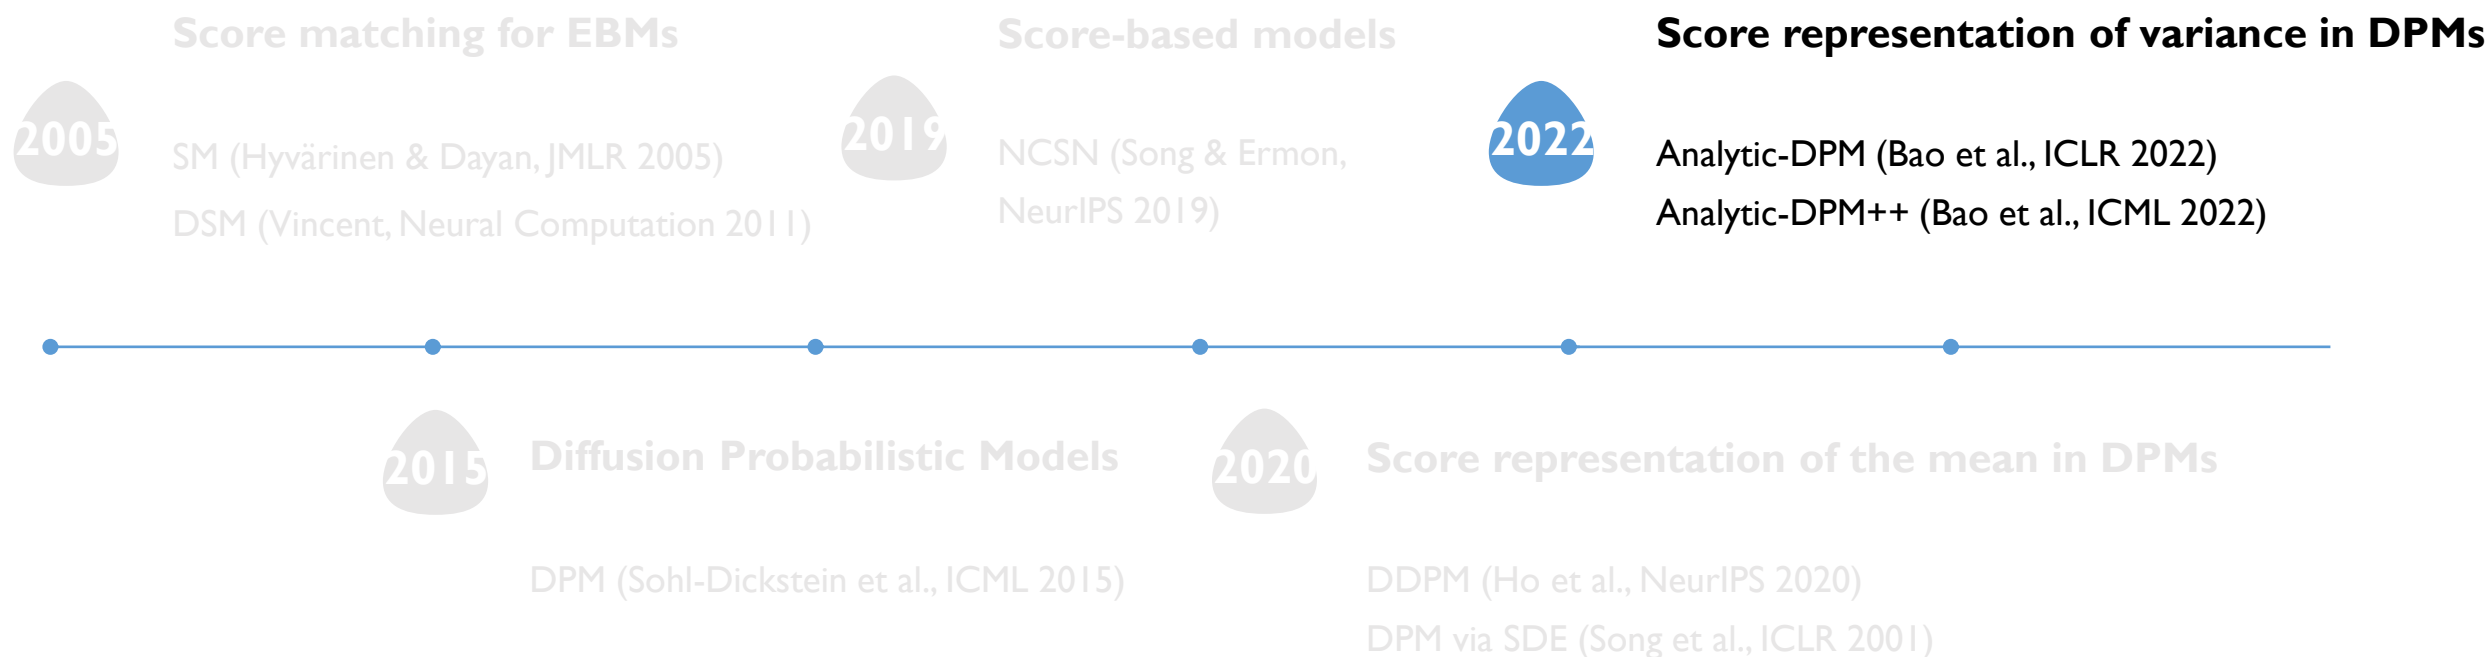 Score matching for EBMs
2005
SM (Hyvärinen & Dayan, JMLR 2005)
DSM (Vincent, Neural Computation 2011)
Score-based models
2019
NCSN (Song & Ermon,
NeurIPS 2019)
Score representation of variance in DPMs
2022
Analytic-DPM (Bao et al., ICLR 2022)
Analytic-DPM++ (Bao et al., ICML 2022)
2015
Diffusion Probabilistic Models
DPM (Sohl-Dickstein et al., ICML 2015)
2020
Score representation of the mean in DPMs
DDPM (Ho et al., NeurIPS 2020)
DPM via SDE (Song et al., ICLR 2001)